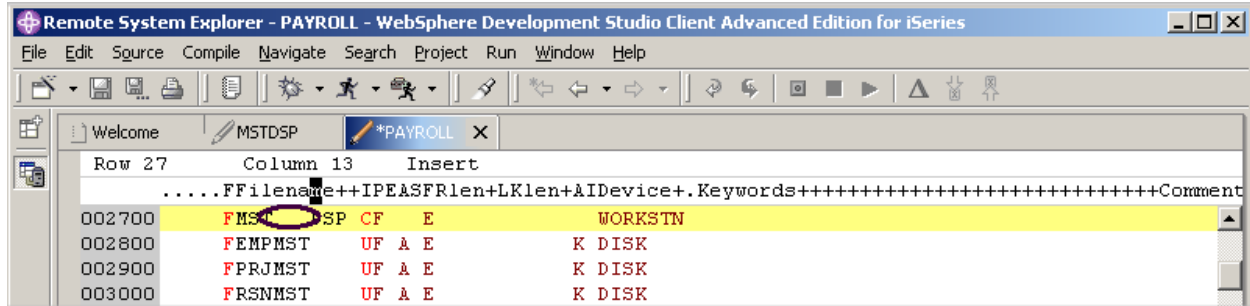 Remote System Explorer - PAYROLL - WebSphere Development Studio Client Advanced Edition for iSeries
File Edit Source Compile Navigate Search Project Run Window Help
Welcome MSTDSP *PAYROLL
Row 27 Column 13 Insert
.....FFilename++IPEASFRlen+LKlen+AIDevice+.Keywords+++++++++++++++++++++++++++++Comment
002700 FMST DSP CF E WORKSTN
002800 FEMPMST UF A E K DISK
002900 FPRJMST UF A E K DISK
003000 FRSNMST UF A E K DISK